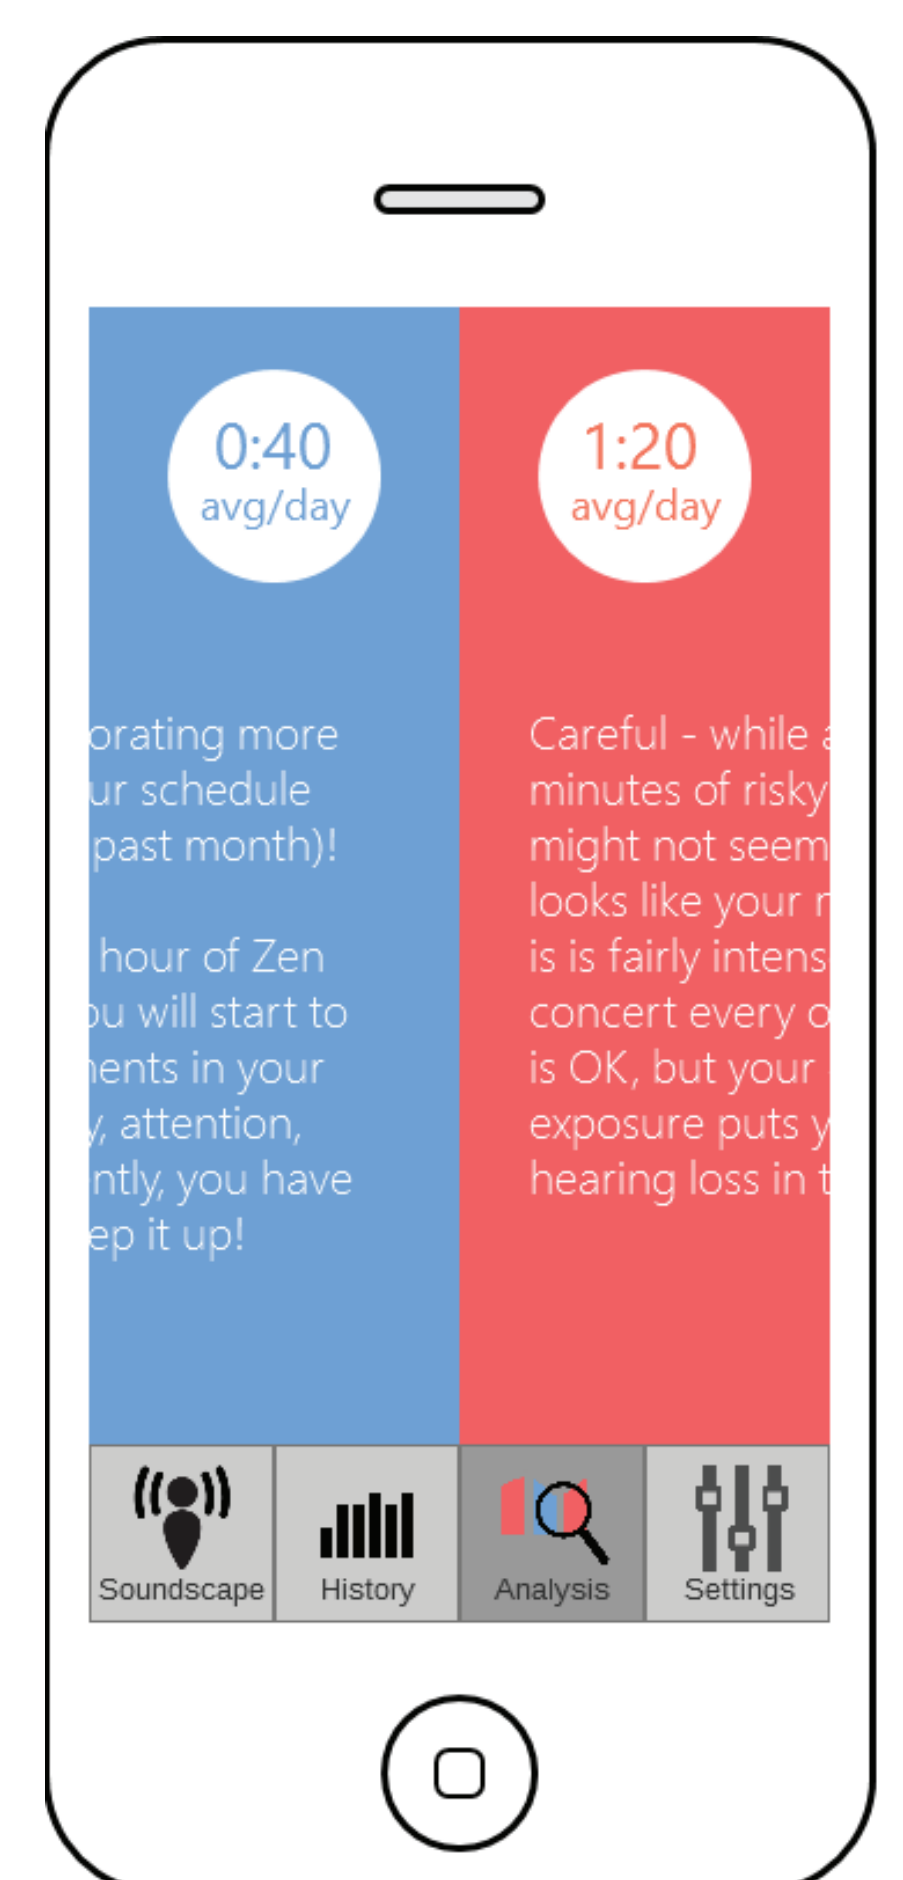 0:40
avg/day
orating more
ur schedule
past month)!
hour of Zen
ou will start to
ents in your
y, attention,
ntly, you have
ep it up!
1:20
avg/day
Careful - while a
minutes of risky
might not seem
looks like your
is is fairly intens
concert every o
is OK, but your
exposure puts y
hearing loss in t
Soundscape
History
Analysis
Settings